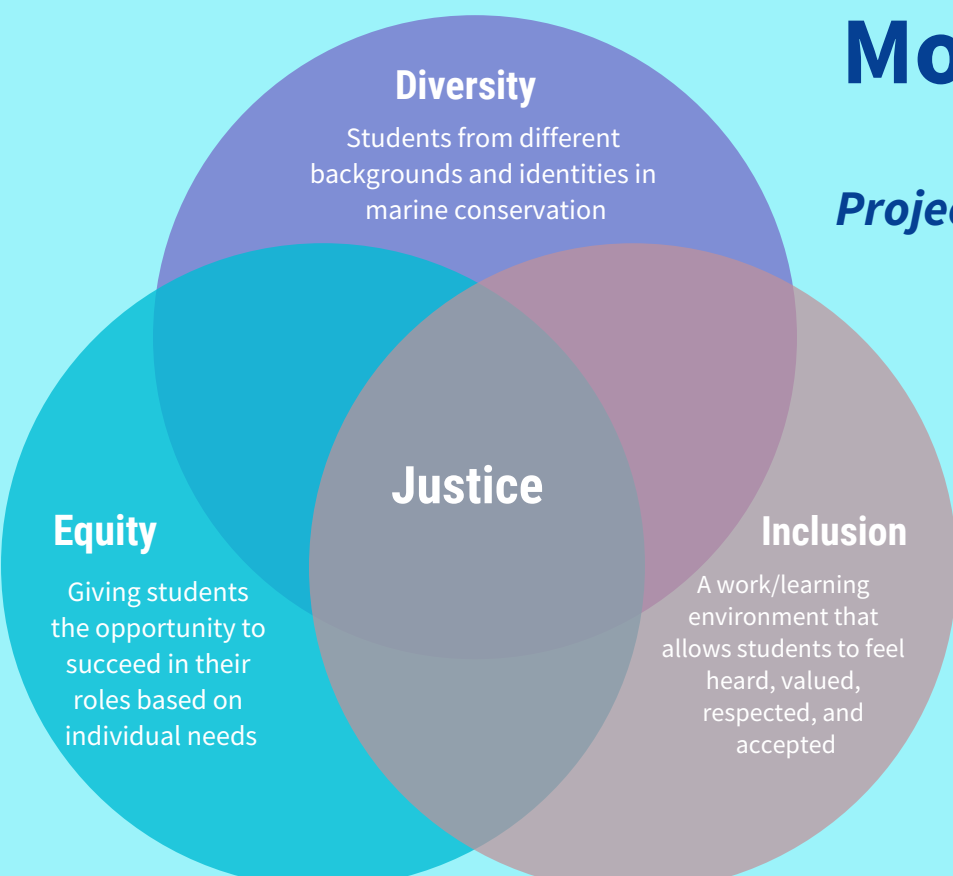 Mo
Diversity
Students from different
backgrounds and identities in
marine conservation
Projec
Justice
Equity
Giving students
the opportunity to
succeed in their
roles based on
individual needs
Inclusion
A work/learning
environment that
allows students to feel
heard, valued,
respected, and
accepted